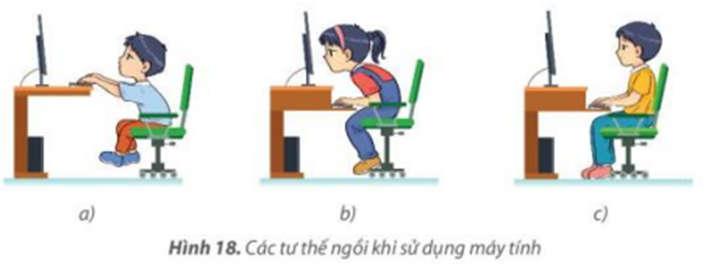 a) b) c)
Hình 18. Các tư thế ngồi khi sử dụng máy tính